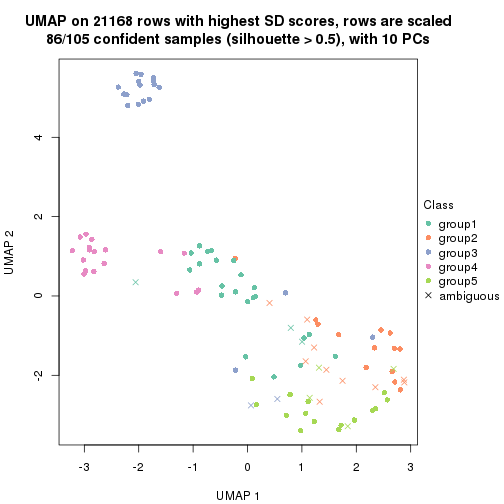 UMAP on 21168 rows with highest SD scores, rows are scaled
86/105 confident samples (silhouette > 0.5), with 10 PCs
UMAP 2
4
2
0
-2
-3
-2
-1
0
1
2
3
UMAP 1
Class
group1
group2
group3
group4
group5
ambiguous